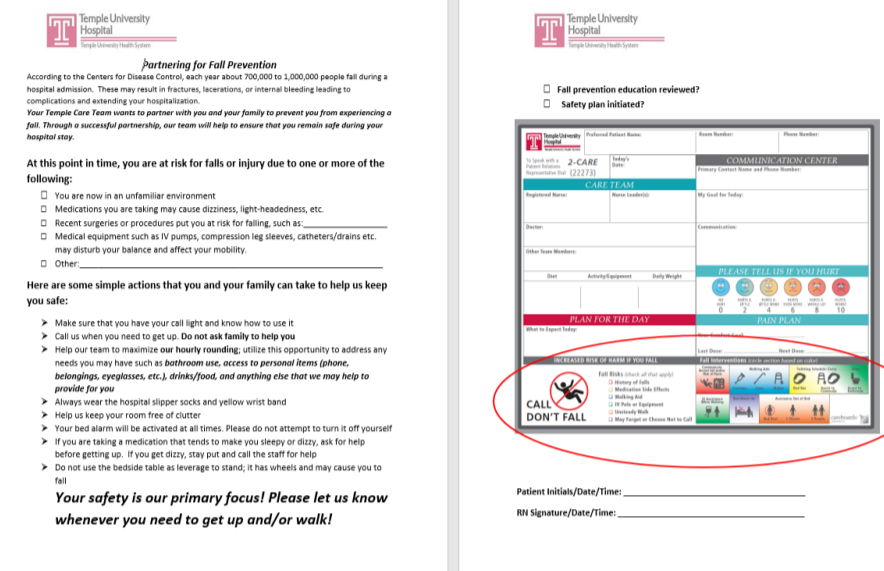 Temple University
Hospital
Temple University Health System
Partnering for Fall Prevention
According to the Centers for Disease Control, each year about 700,000 to 1,000,000 people fall during a
hospital admission. These may result in fractures, lacerations, or internal bleeding leading to
complications and extending your hospitalization.
Your Temple Care Team wants to partner with you and your family to prevent you from experiencing a
fall. Through a successful partnership, our team will help to ensure that you remain safe during your
hospital stay.
At this point in time, you are at risk for falls or injury due to one or more of the
following:
You are now in an unfamiliar environment
Medications you are taking may cause dizziness, light-headedness, etc.
Recent surgeries or procedures put you at risk for falling, such as:
Medical equipment such as IV pumps, compression leg sleeves, catheters/drains etc.
may disturb your balance and affect your mobility.
Other:
Here are some simple actions that you and your family can take to help us keep
you safe:
Make sure that you have your call light and know how to use it
Call us when you need to get up. Do not ask family to help you
Help our team to maximize our hourly rounding; utilize this opportunity to address any
needs you may have such as bathroom use, access to personal items (phone,
belongings, eyeglasses, etc.), drinks/food, and anything else that we may help to
provide for you
Always wear the hospital slipper socks and yellow wrist band
Help us keep your room free of clutter
Your bed alarm will be activated at all times. Please do not attempt to turn it off yourself
If you are taking a medication that tends to make you sleepy or dizzy, ask for help
before getting up. If you get dizzy, stay put and call the staff for help
Do not use the bedside table as leverage to stand; it has wheels and may cause you to
fall
Your safety is our primary focus! Please let us know
whenever you need to get up and/or walk!
Temple University
Hospital
Temple University Health System
Fall prevention education reviewed?
Safety plan initiated?
Temple University
Hospital
Preferred Patient Name:
Room Number:
Phone Number:
To Speak with a
Patient Relations
Representative Dial:
2-CARE
(22273)
Today's
Date:
COMMUNICATION CENTER
Primary Contact Name and Phone Number:
CARE TEAM
Registered Nurse:
Nurse Leader(s):
My Goal for Today:
Doctor:
Communication:
Other Team Members:
Diet
Activity/Equipment
Daily Weight
PLEASE TELL US IF YOU HURT
0 2 4 6 8 10
PLAN FOR THE DAY
PAIN PLAN
What to Expect Today:
Last Dose:
Next Dose:
INCREASED RISK OF HARM IF YOU FALL
Fall Interventions
CALL
DON'T FALL
Fall Risks (check all that apply)
History of Falls
Medication Side Effects
Walking Aid
IV Pole or Equipment
Unsteady Walk
May Forget or Choose Not to Call
Patient Initials/Date/Time:
RN Signature/Date/Time: